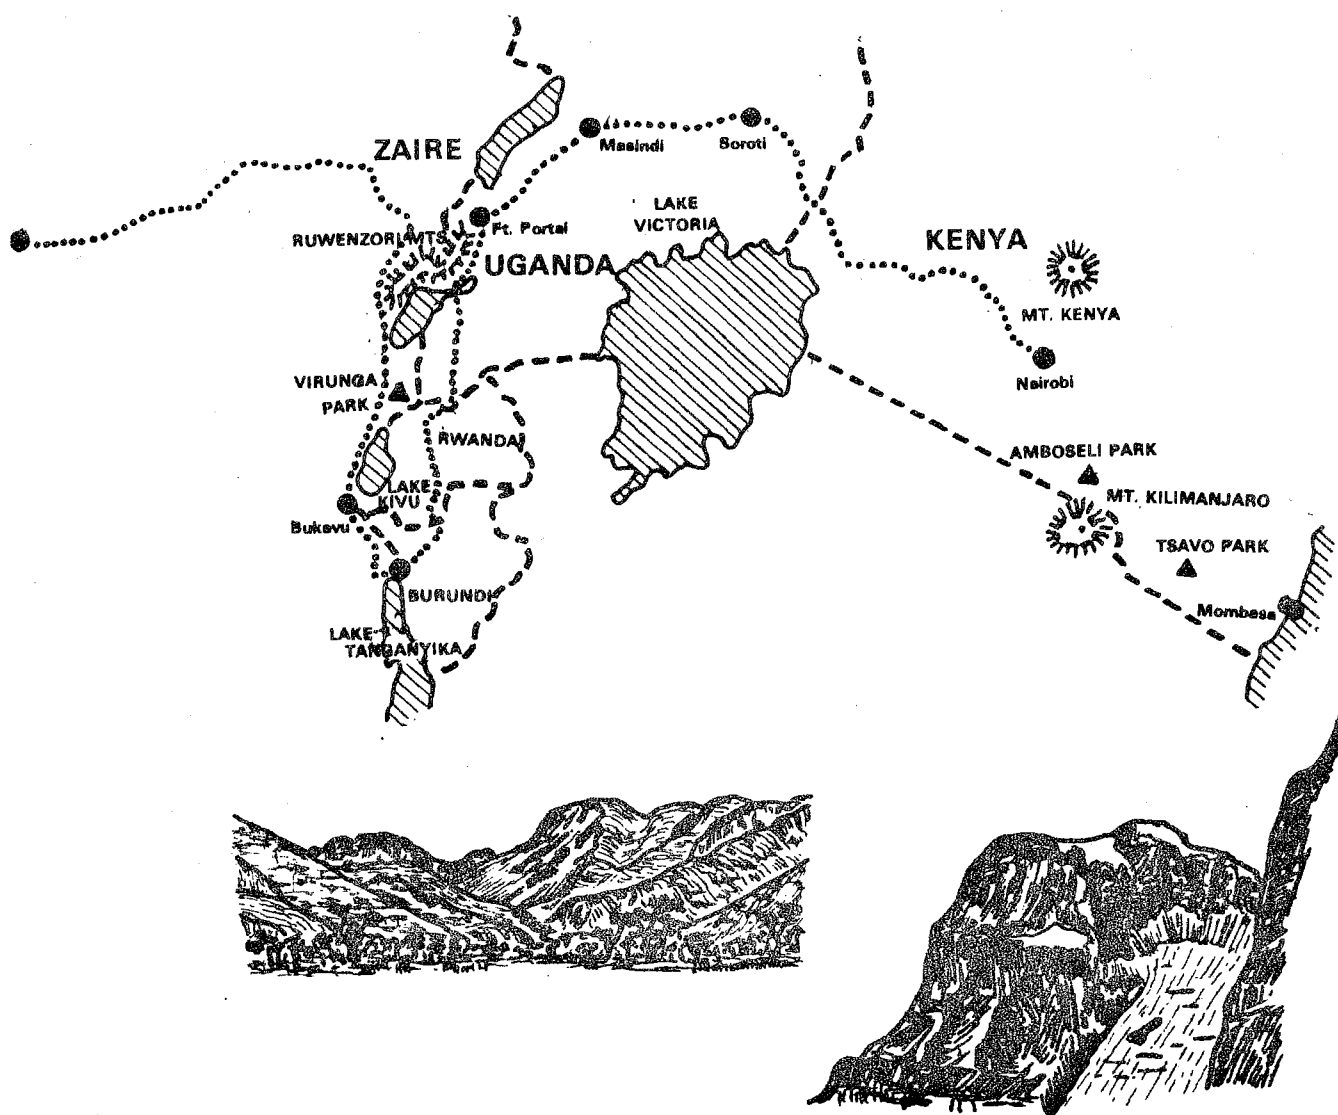 ZAIRE
Masindi
Soroti
LAKE
VICTORIA
RUWENZORI MTS
Ft. Portal
UGANDA
KENYA
MT. KENYA
Nairobi
VIRUNGA
PARK
RWANDA
LAKE
KIVU
Bukavu
AMBOSELI PARK
MT. KILIMANJARO
TSAVO PARK
Mombasa
BURUNDI
LAKE
TANGANYIKA